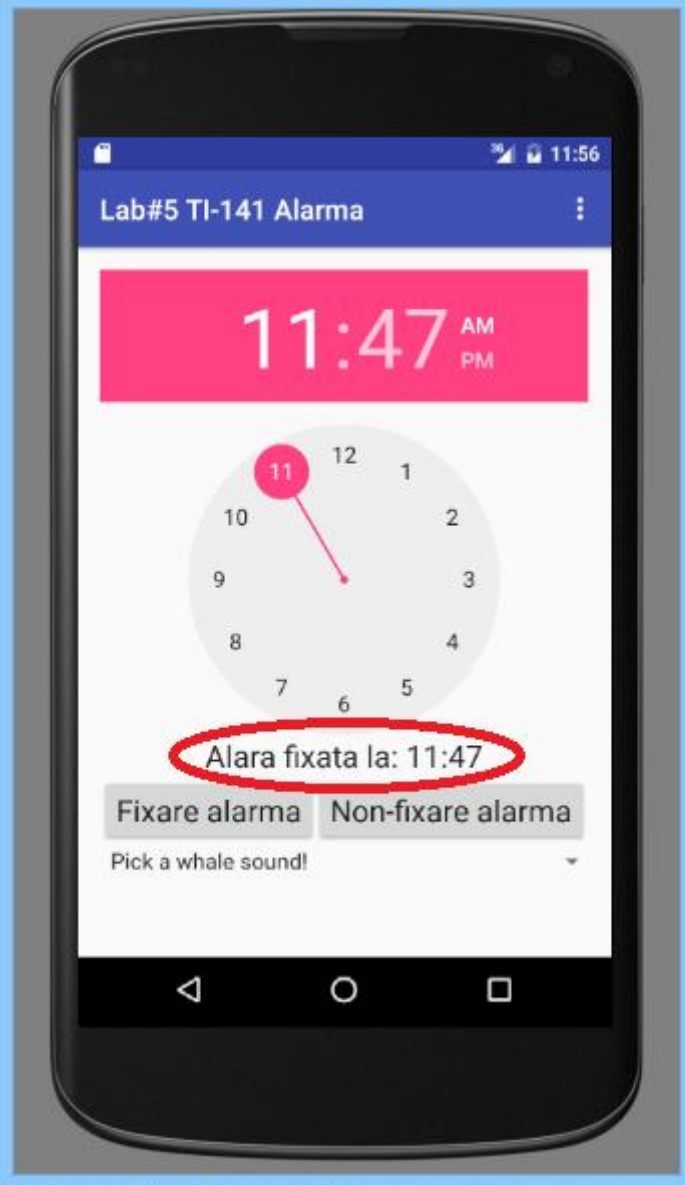 3G 11:56
Lab#5 TI-141 Alarma
11:47 AM
PM
12
11 1
10 2
9 3
8 4
7 5
6
Alara fixata la: 11:47
Fixare alarma Non-fixare alarma
Pick a whale sound!